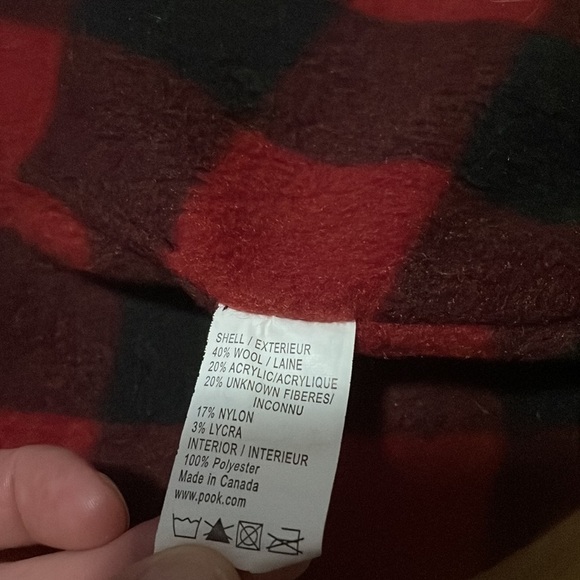 SHELL / EXTERIEUR
40% WOOL / LAINE
20% ACRYLIC/ACRYLIQUE
20% UNKNOWN FIBERES/
INCONNU
17% NYLON
3% LYCRA
INTERIOR / INTERIEUR
100% Polyester
Made in Canada
www.pook.com